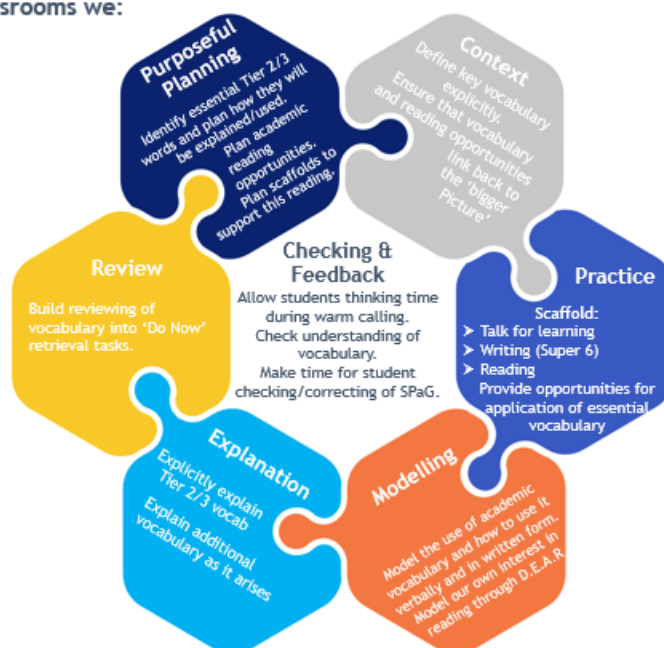 srooms we:
Purposeful
Planning
Identify essential Tier 2/3
words and plan how they will
be explained/used.
Plan academic
reading
opportunities.
Plan scaffolds to
support this reading.
Context
Define key vocabulary
explicitly.
Ensure that vocabulary
and reading opportunities
link back to
the ‘bigger
Picture’
Practice
Scaffold:
➤ Talk for learning
➤ Writing (Super 6)
➤ Reading
Provide opportunities for
application of essential
vocabulary
Modelling
Model the use of academic
vocabulary and how to use it
verbally and in written form.
Model our own interest in
reading through D.E.A.R
Explanation
Explicitly explain
Tier 2/3 vocab
Explain additional
vocabulary as it arises
Review
Build reviewing of
vocabulary into ‘Do Now’
retrieval tasks.
Checking &
Feedback
Allow students thinking time
during warm calling.
Check understanding of
vocabulary.
Make time for student
checking/correcting of SPaG.